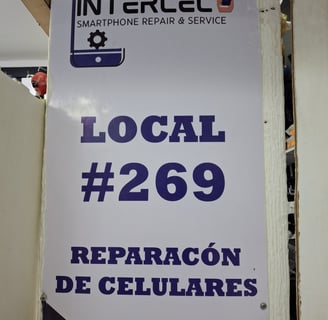 INTERCEL
SMARTPHONE REPAIR & SERVICE
LOCAL
#269
REPARACÓN
DE CELULARES